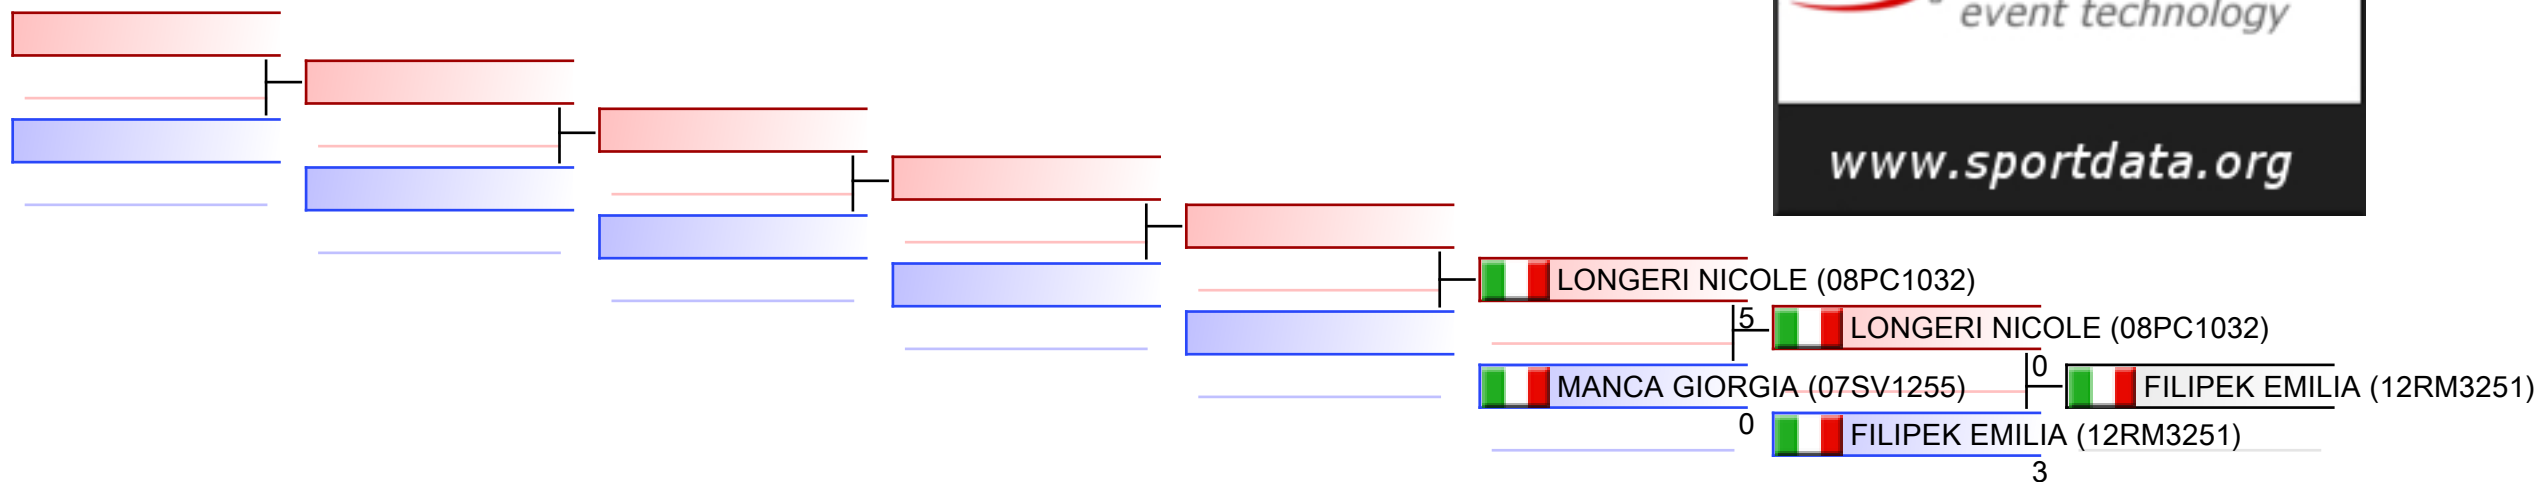 event technology
www.sportdata.org
LONGERI NICOLE (08PC1032)
5
LONGERI NICOLE (08PC1032)
0
MANCA GIORGIA (07SV1255)
FILIPEK EMILIA (12RM3251)
0
FILIPEK EMILIA (12RM3251)
3